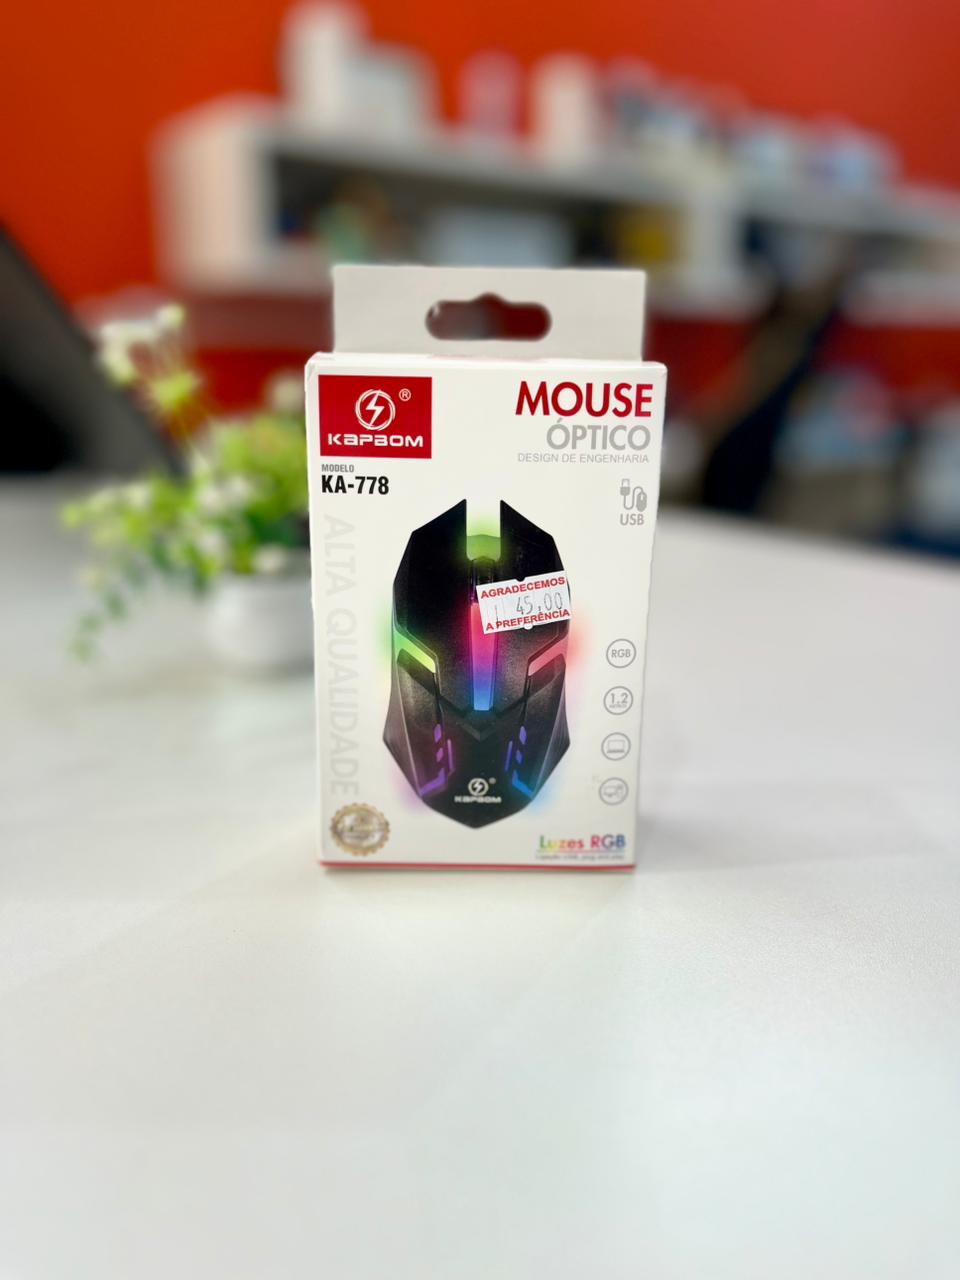 ®
KAPBOM
MODELO
KA-778
MOUSE
ÓPTICO
DESIGN DE ENGENHARIA
USB
ALTA QUALIDADE
AGRADECEMOS
45,00
A PREFERÊNCIA
RGB
1.2
KAPBOM
Luzes RGB